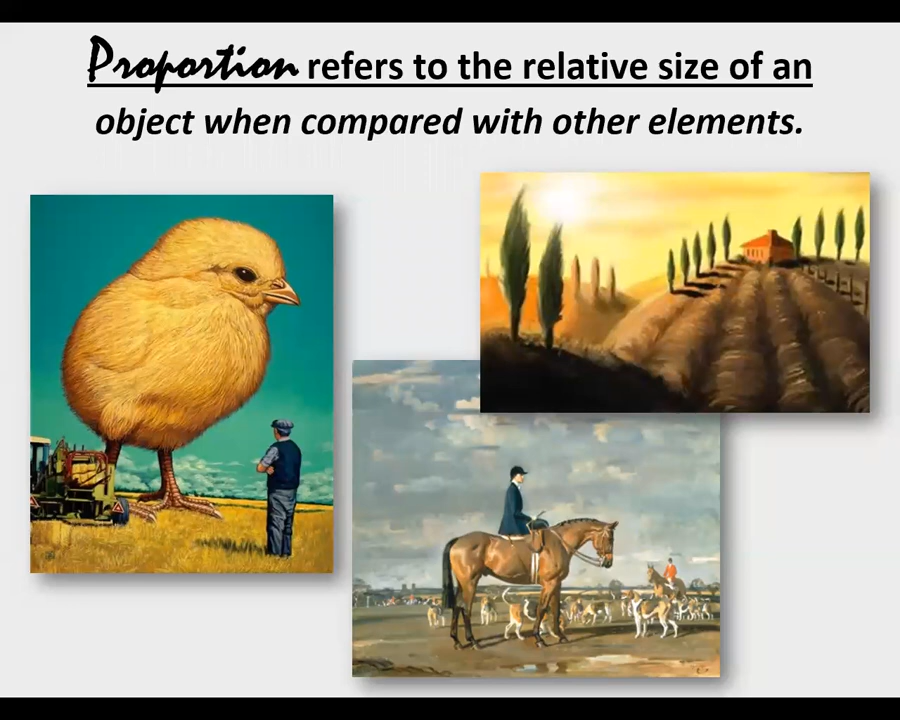 Proportion refers to the relative size of an
object when compared with other elements.